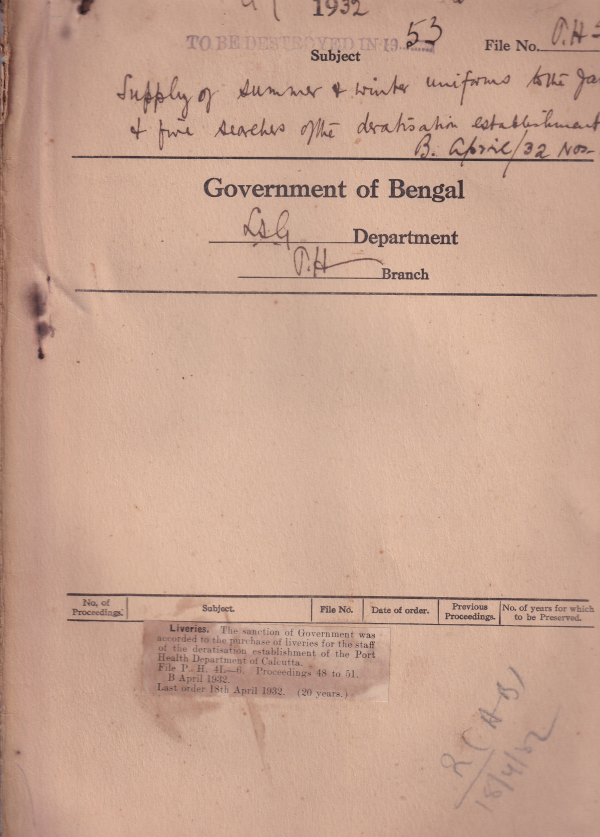 1932
TO BE DESTROYED IN 19 53
Subject
File No. P.H
Supply of summer & winter uniforms to the
& five searchers of the deratisation establishment
B. April/32 Nos.
Government of Bengal
LSG Department
P.H Branch
No. of Proceedings. Subject. File No. Date of order. Previous Proceedings. No. of years for which to be Preserved.
Liveries. The sanction of Government was
accorded to the purchase of liveries for the staff
of the deratisation establishment of the Port
Health Department of Calcutta.
File P. H. 4L—6. Proceedings 48 to 51.
B April 1932.
Last order 18th April 1932. (20 years.)